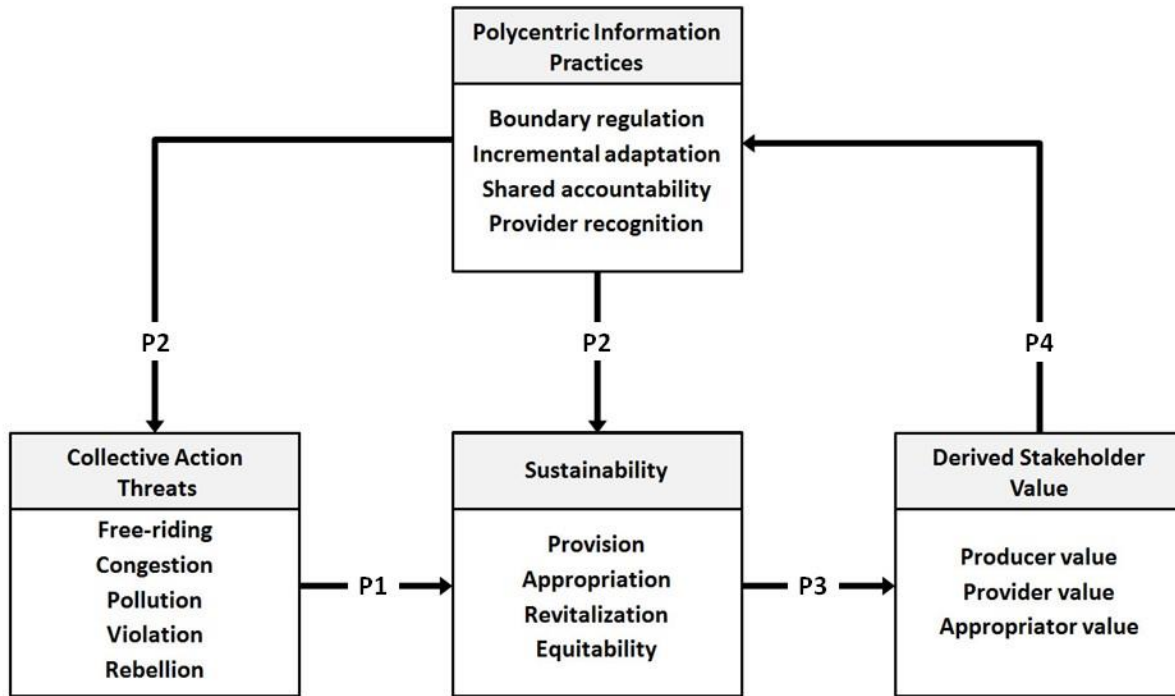 Polycentric Information
Practices
Boundary regulation
Incremental adaptation
Shared accountability
Provider recognition
P2
P2
P4
Collective Action
Threats
Free-riding
Congestion
Pollution
Violation
Rebellion
P1
Sustainability
Provision
Appropriation
Revitalization
Equitability
P3
Derived Stakeholder
Value
Producer value
Provider value
Appropriator value